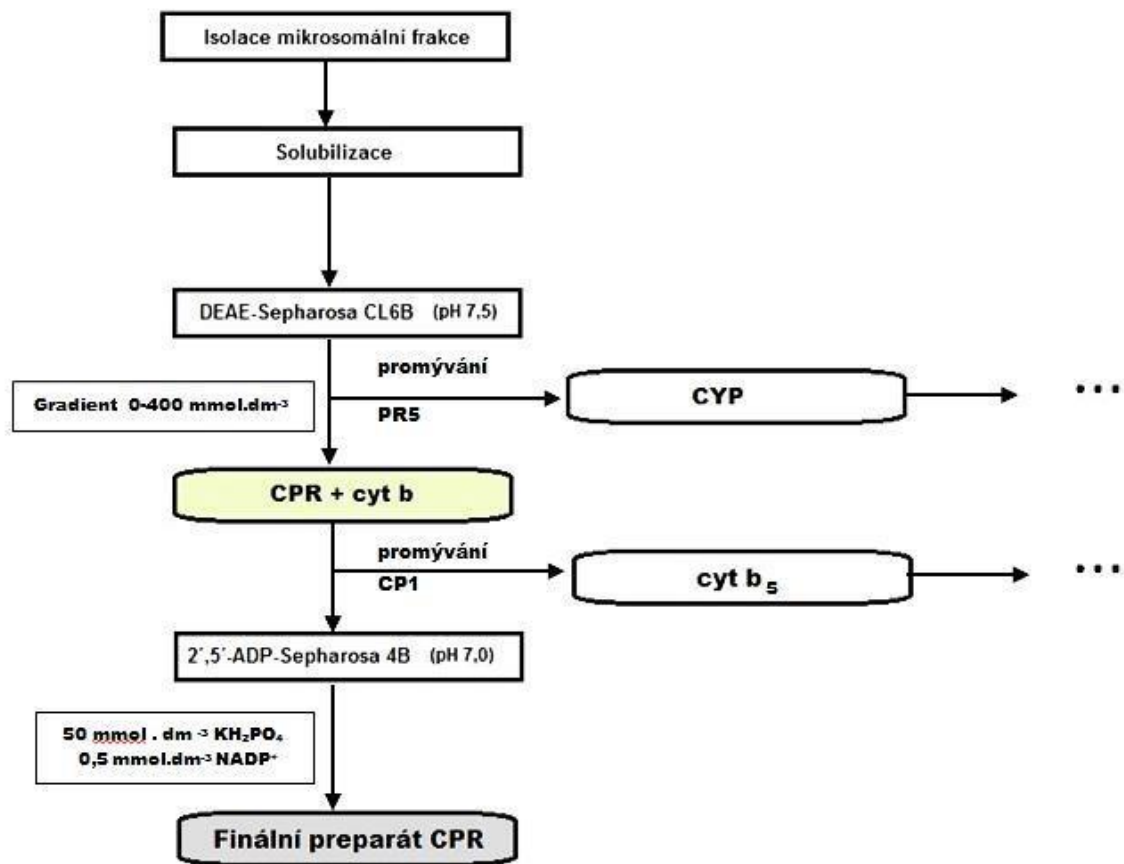 Isolace mikrosomální frakce
Solubilizace
DEAE-Sepharosa CL6B (pH 7,5)
promývání
PR5
CYP
...
Gradient 0-400 mmol.dm-³
CPR + cyt b
promývání
CP1
cyt b₅
...
2´,5´-ADP-Sepharosa 4B (pH 7,0)
50 mmol . dm -³ KH₂PO₄
0,5 mmol.dm-³ NADP⁺
Finální preparát CPR